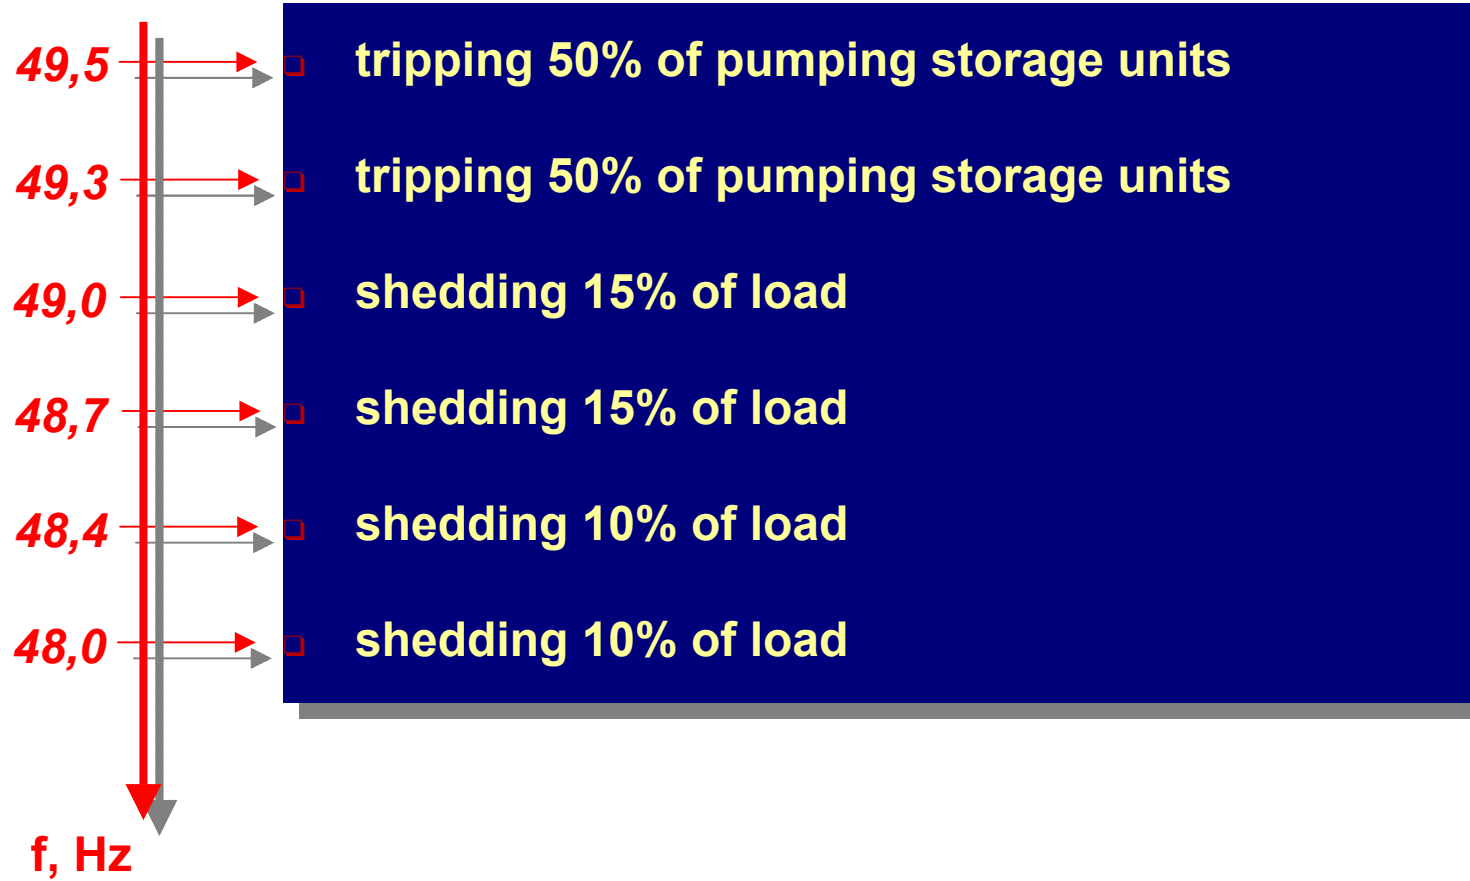 49,5 tripping 50% of pumping storage units
49,3 tripping 50% of pumping storage units
49,0 shedding 15% of load
48,7 shedding 15% of load
48,4 shedding 10% of load
48,0 shedding 10% of load
f, Hz